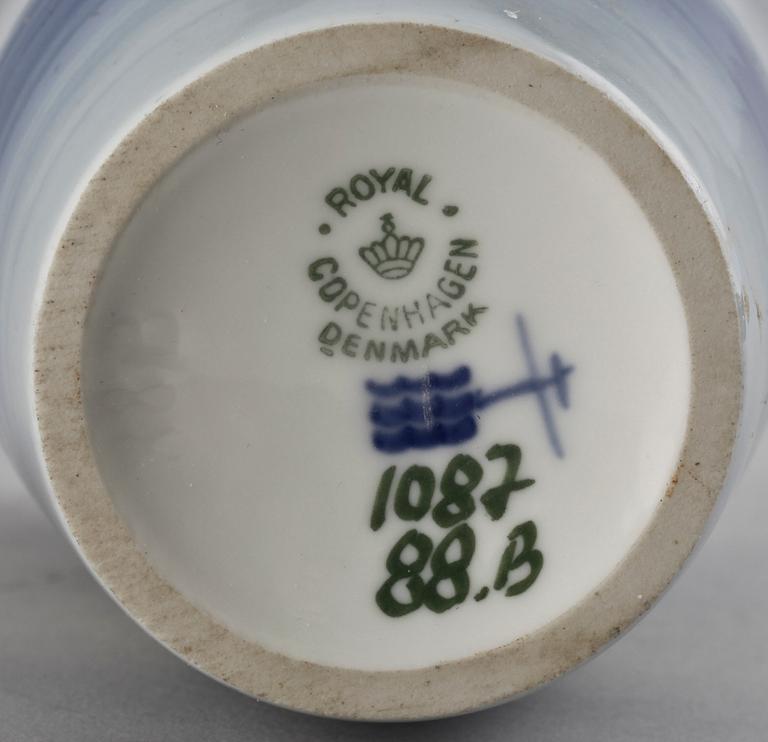 ROYAL
COPENHAGEN
DENMARK
1087
88.B